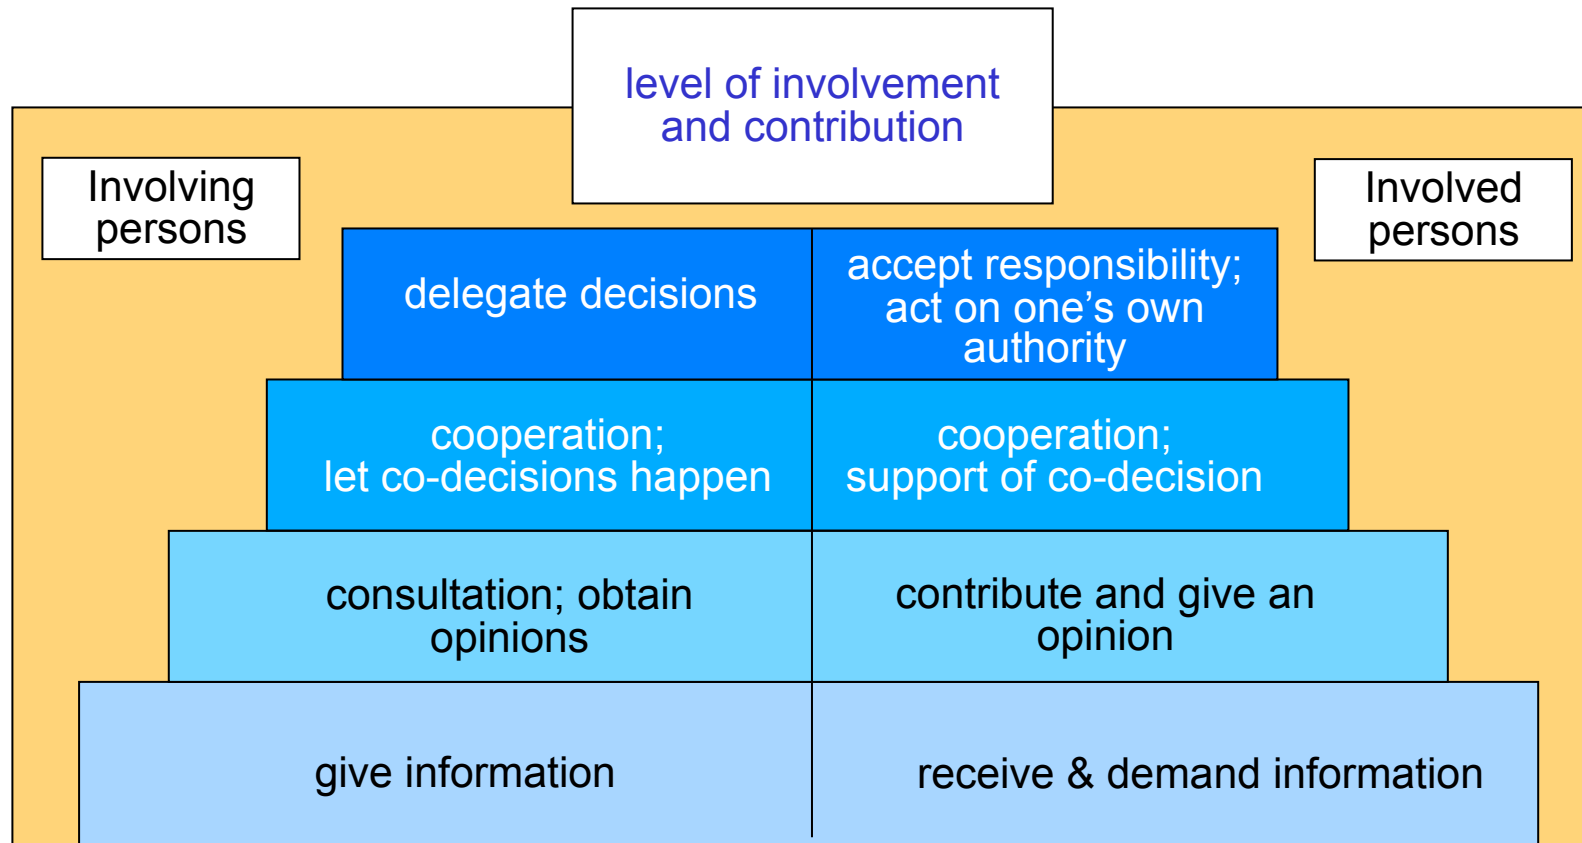 level of involvement
and contribution
Involving
persons
Involved
persons
delegate decisions
accept responsibility;
act on one’s own
authority
cooperation;
let co-decisions happen
cooperation;
support of co-decision
consultation; obtain
opinions
contribute and give an
opinion
give information
receive & demand information